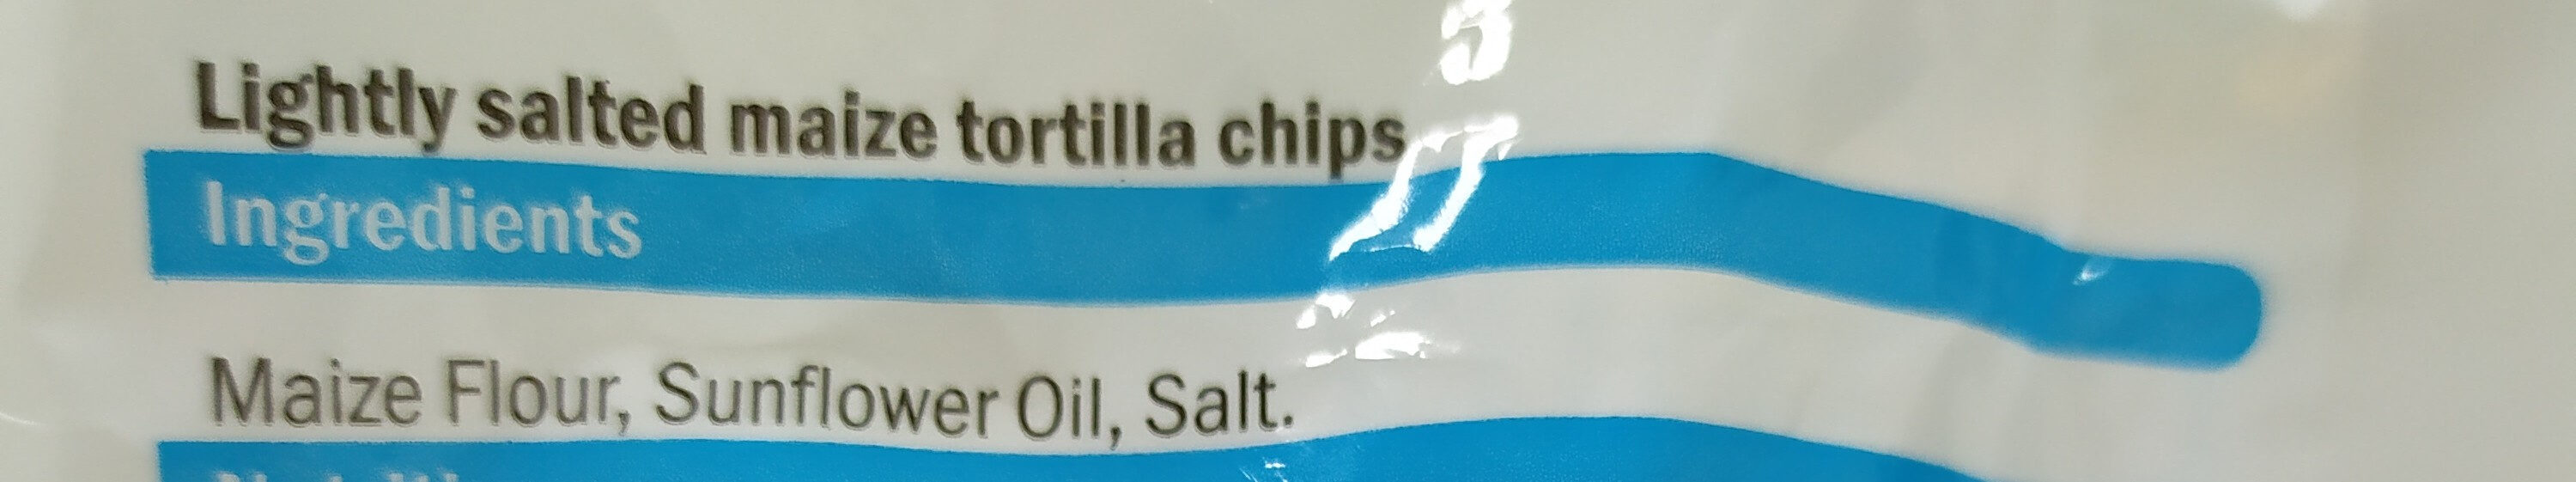 Lightly salted maize tortilla chips
Ingredients
Maize Flour, Sunflower Oil, Salt.